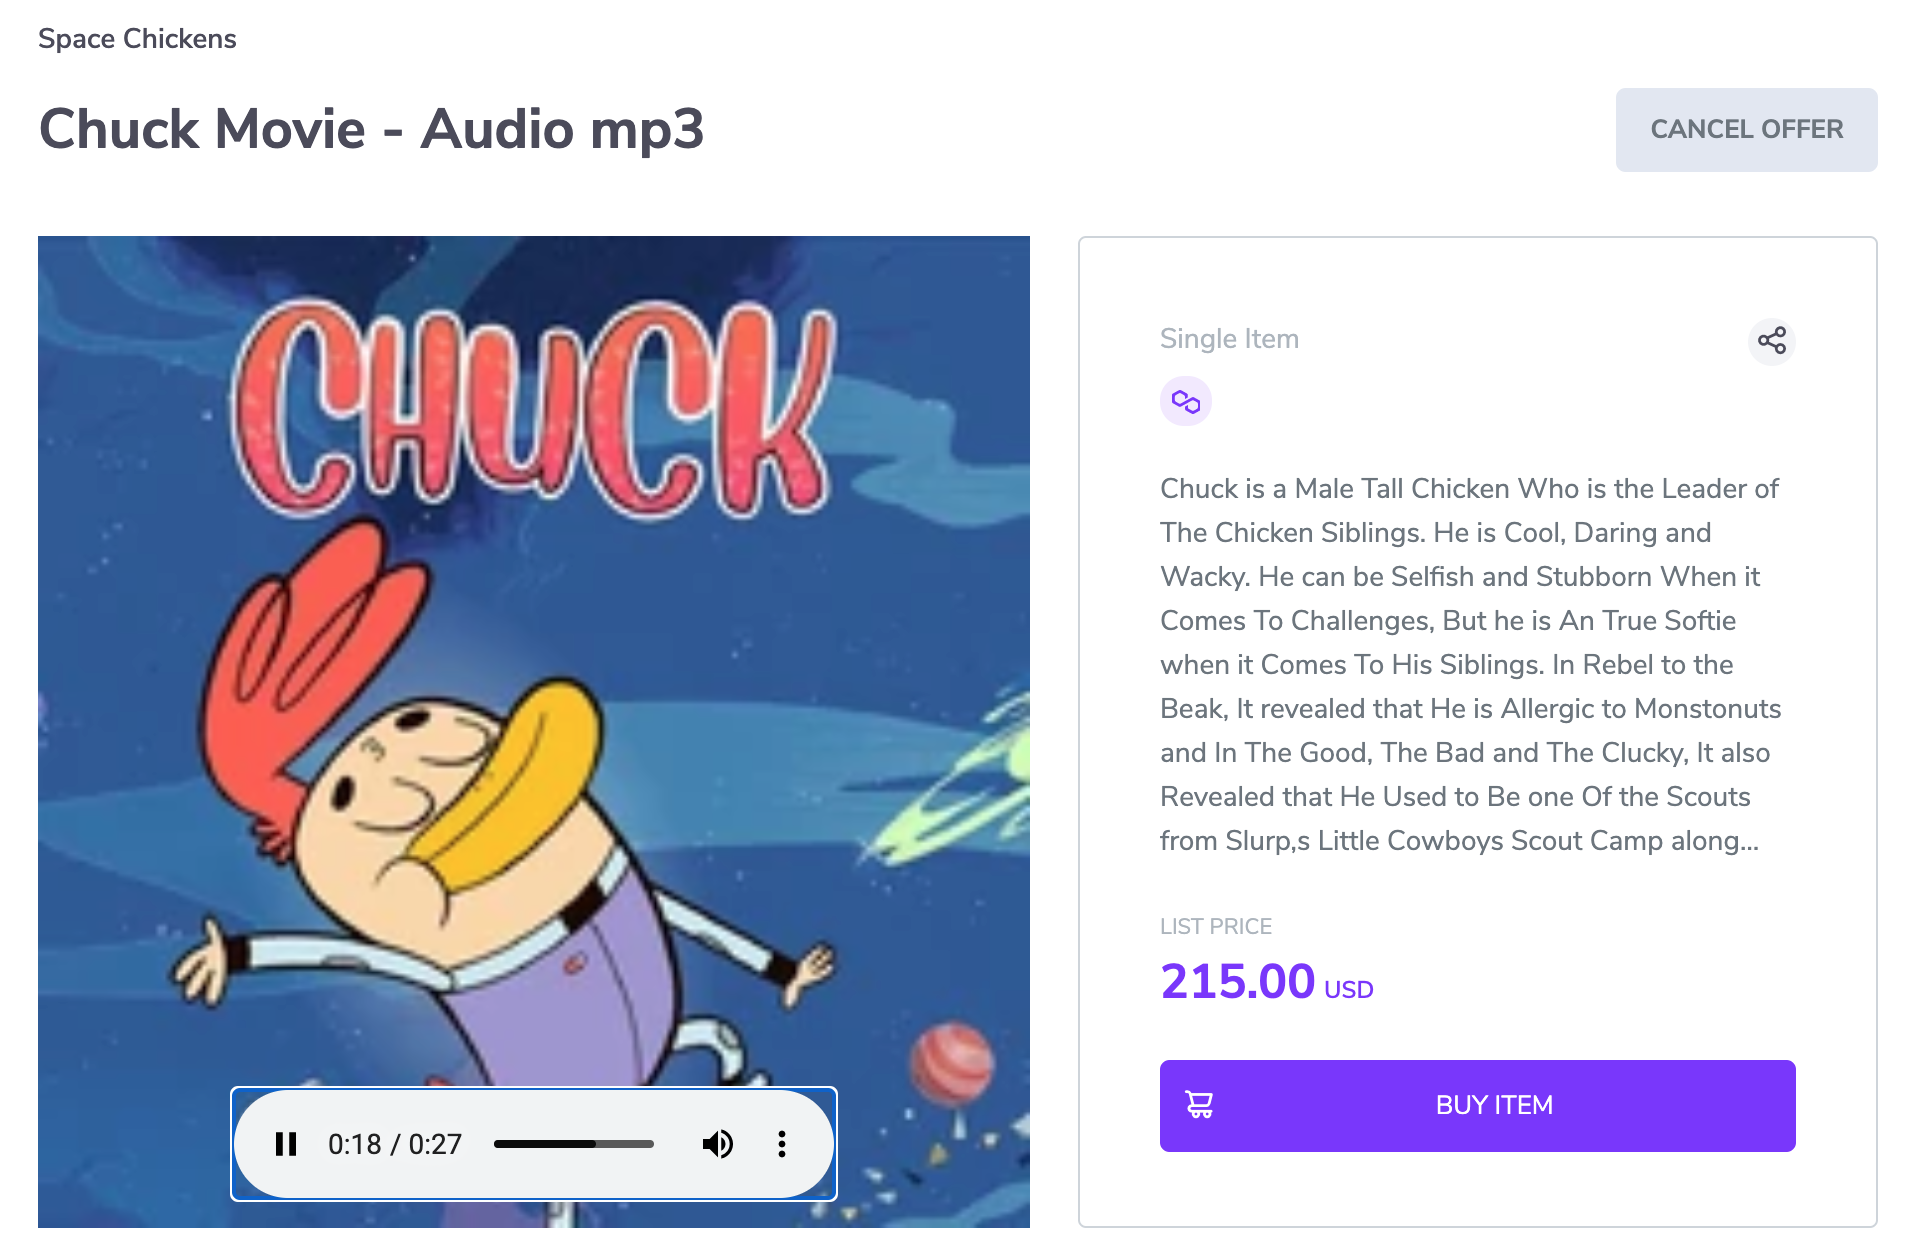 Space Chickens
Chuck Movie - Audio mp3
CANCEL OFFER
CHUCK
0:18 / 0:27
Single Item
Chuck is a Male Tall Chicken Who is the Leader of
The Chicken Siblings. He is Cool, Daring and
Wacky. He can be Selfish and Stubborn When it
Comes To Challenges, But he is An True Softie
when it Comes To His Siblings. In Rebel to the
Beak, It revealed that He is Allergic to Monstonuts
and In The Good, The Bad and The Clucky, It also
Revealed that He Used to Be one Of the Scouts
from Slurp,s Little Cowboys Scout Camp along...
LIST PRICE
215.00 USD
BUY ITEM